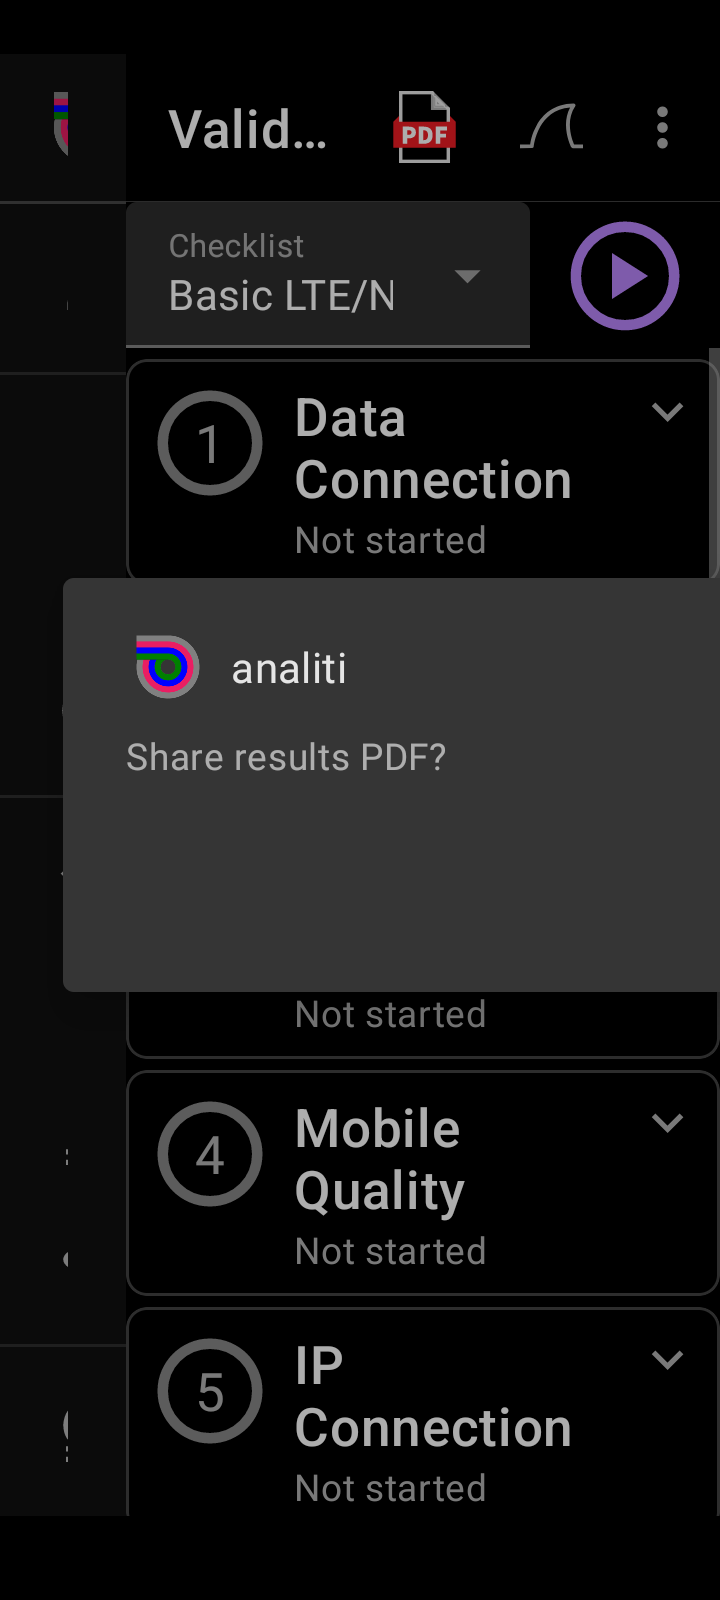 Valid...
PDF
Checklist
Basic LTE/N
1
Data
Connection
Not started
analiti
Share results PDF?
Not started
4
Mobile
Quality
Not started
5
IP
Connection
Not started